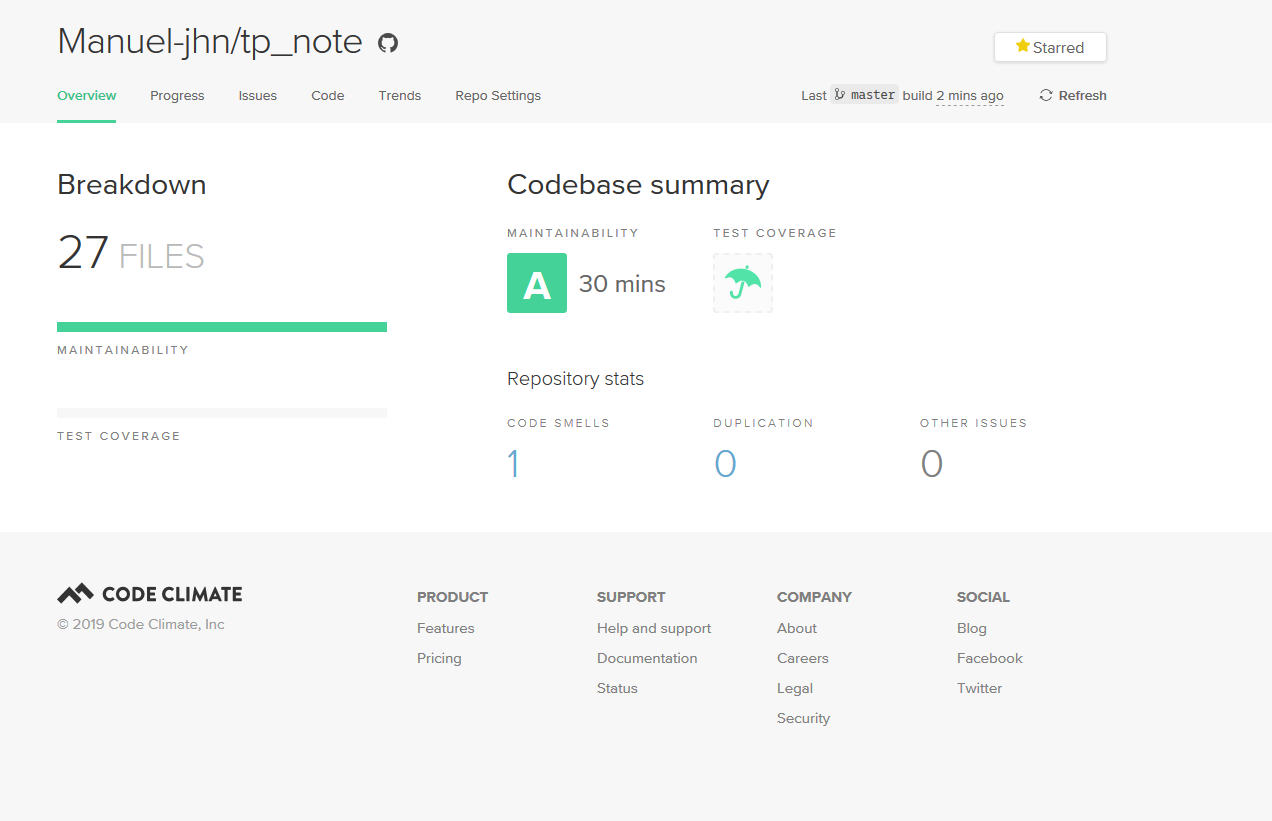 Manuel-jhn/tp_note
Starred
Overview Progress Issues Code Trends Repo Settings Last master build 2 mins ago Refresh
Breakdown
27 FILES
MAINTAINABILITY
TEST COVERAGE
Codebase summary
MAINTAINABILITY TEST COVERAGE
A 30 mins
Repository stats
CODE SMELLS DUPLICATION OTHER ISSUES
1 0 0
CODE CLIMATE
© 2019 Code Climate, Inc
PRODUCT
Features
Pricing
SUPPORT
Help and support
Documentation
Status
COMPANY
About
Careers
Legal
Security
SOCIAL
Blog
Facebook
Twitter